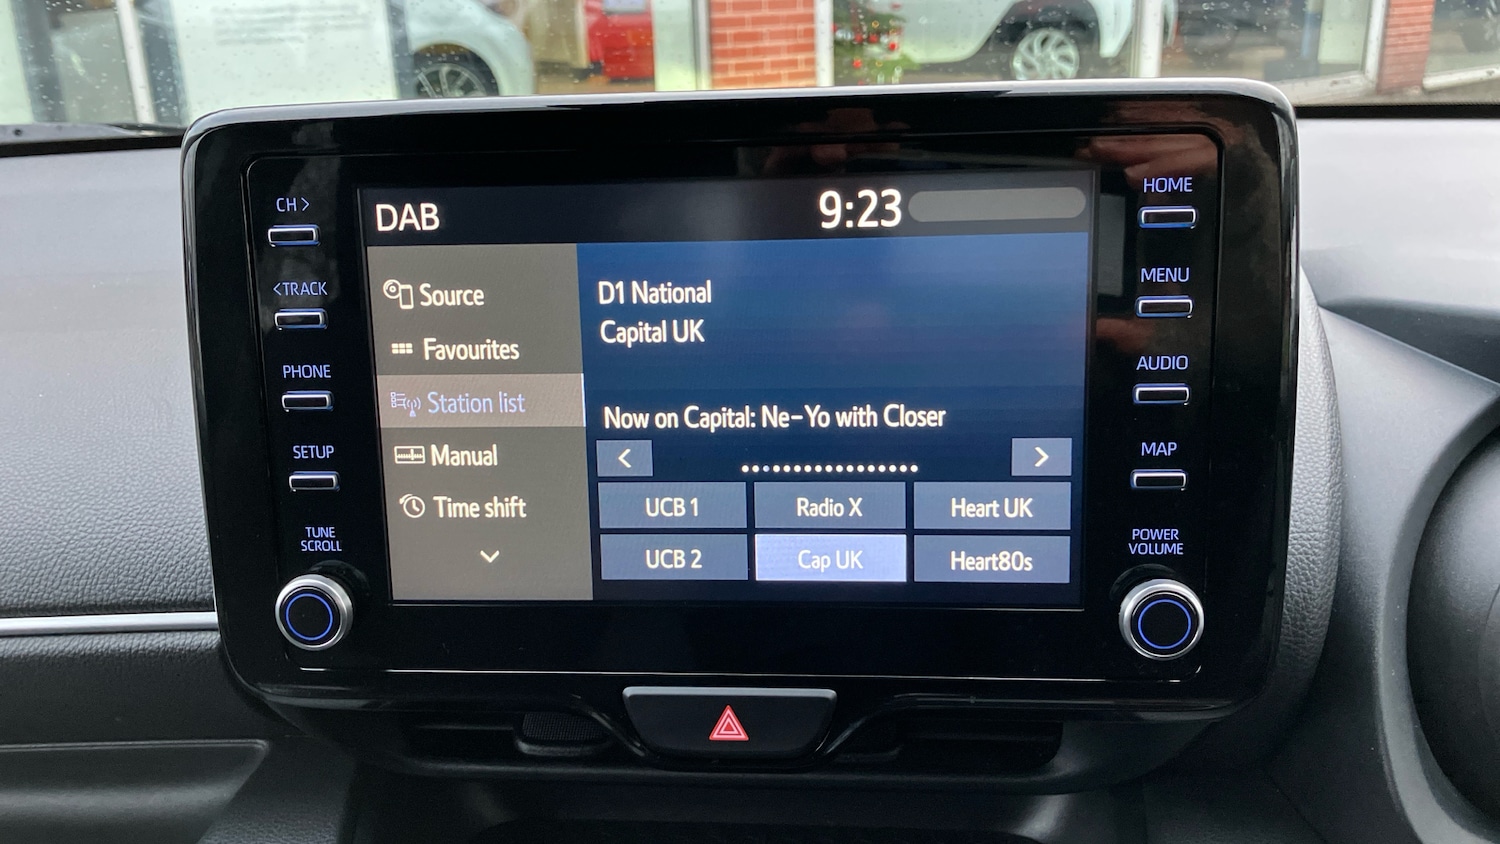 CH >
<TRACK
PHONE
SETUP
TUNE
SCROLL
DAB
9:23
Source
Favourites
Station list
Manual
Time shift
D1 National
Capital UK
Now on Capital: Ne-Yo with Closer
< >
UCB 1 Radio X Heart UK
UCB 2 Cap UK Heart80s
HOME
MENU
AUDIO
MAP
POWER
VOLUME